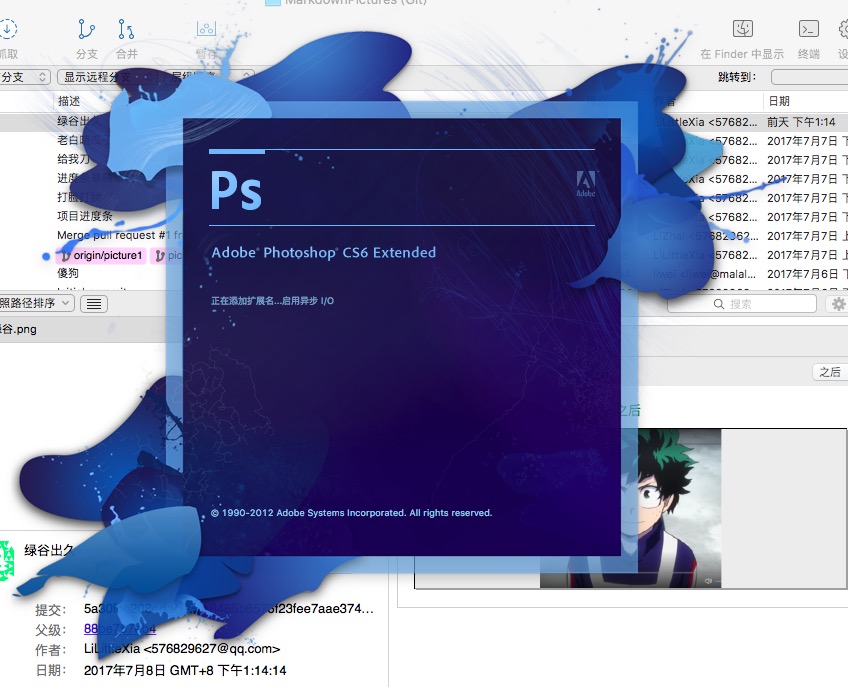 MarkdownPictures (Git)
抓取
分支
合并
暂存
在 Finder 中显示
终端
分支
显示远程分支
跳转到：
描述
日期
绿谷出
LittleXia <57682...
前天 下午1:14
老白
<57682...
2017年7月7日
给我刀
<57682...
2017年7月7日
进度
<57682...
2017年7月7日
打脸
<57682...
2017年7月7日
项目进度条
<57682...
2017年7月7日
Merge pull request #1 fr
<57682...
2017年7月7日
origin/picture1
pic
LiLittleXia <57682...
2017年7月7日
傻狗
@malal...
2017年7月6日
照路径排序
搜索
谷.png
之后
之后
Ps
Adobe
Adobe® Photoshop® CS6 Extended
正在添加扩展名...启用异步 I/O
© 1990-2012 Adobe Systems Incorporated. All rights reserved.
绿谷出久
提交：
5a30
f23fee7aae374...
父级：
作者：
LiLittleXia <576829627@qq.com>
日期：
2017年7月8日 GMT+8 下午1:14:14